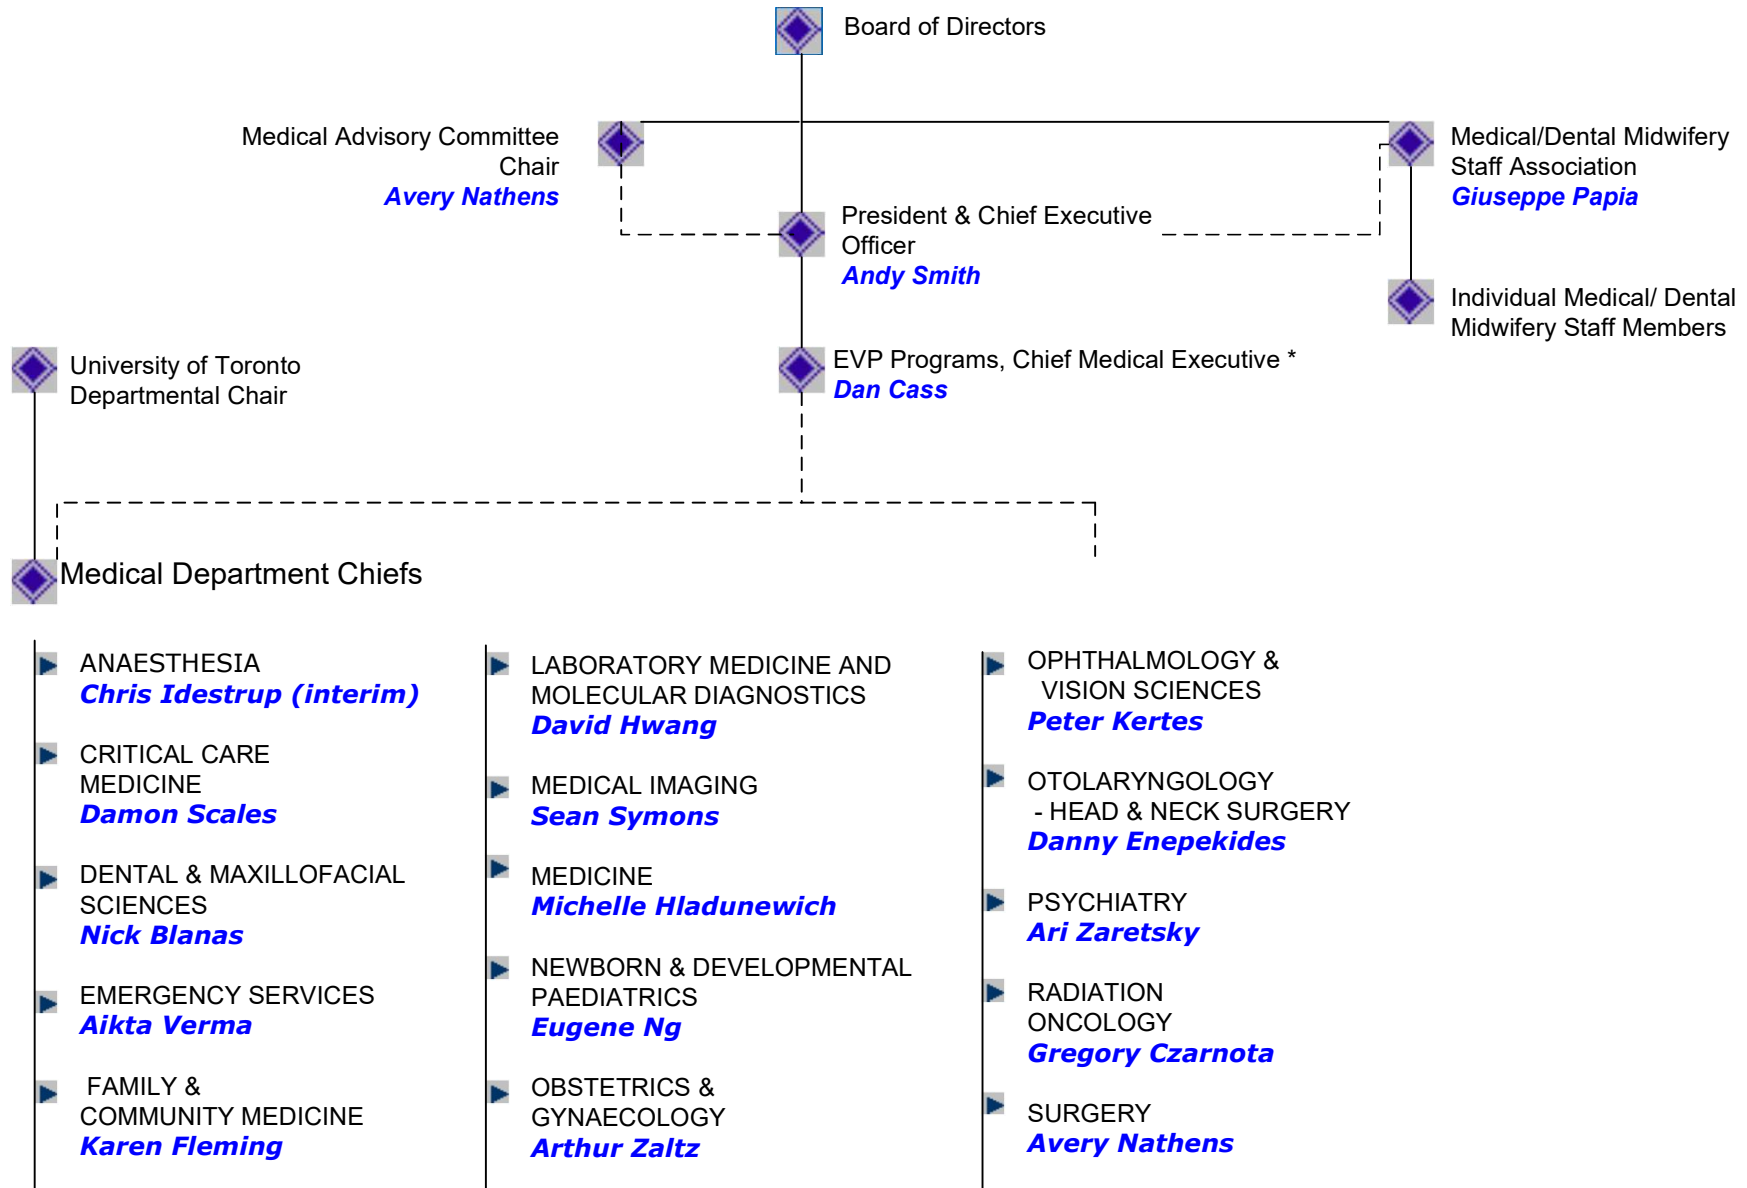 Board of Directors
Medical Advisory Committee
Chair
Avery Nathens
Medical/Dental Midwifery
Staff Association
Giuseppe Papia
President & Chief Executive
Officer
Andy Smith
Individual Medical/ Dental
Midwifery Staff Members
University of Toronto
Departmental Chair
EVP Programs, Chief Medical Executive *
Dan Cass
Medical Department Chiefs
ANAESTHESIA
Chris Idestrup (interim)
CRITICAL CARE
MEDICINE
Damon Scales
DENTAL & MAXILLOFACIAL
SCIENCES
Nick Blanas
EMERGENCY SERVICES
Aikta Verma
FAMILY &
COMMUNITY MEDICINE
Karen Fleming
LABORATORY MEDICINE AND
MOLECULAR DIAGNOSTICS
David Hwang
MEDICAL IMAGING
Sean Symons
MEDICINE
Michelle Hladunewich
NEWBORN & DEVELOPMENTAL
PAEDIATRICS
Eugene Ng
OBSTETRICS &
GYNAECOLOGY
Arthur Zaltz
OPHTHALMOLOGY &
VISION SCIENCES
Peter Kertes
OTOLARYNGOLOGY
- HEAD & NECK SURGERY
Danny Enepekides
PSYCHIATRY
Ari Zaretsky
RADIATION
ONCOLOGY
Gregory Czarnota
SURGERY
Avery Nathens